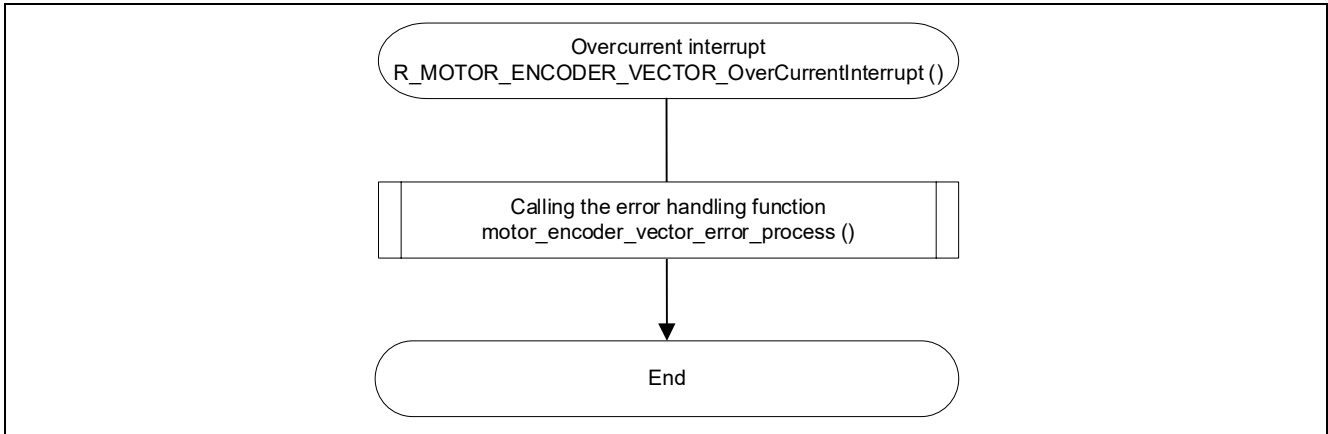 Overcurrent interrupt
R_MOTOR_ENCODER_VECTOR_OverCurrentInterrupt ()
Calling the error handling function
motor_encoder_vector_error_process ()
End